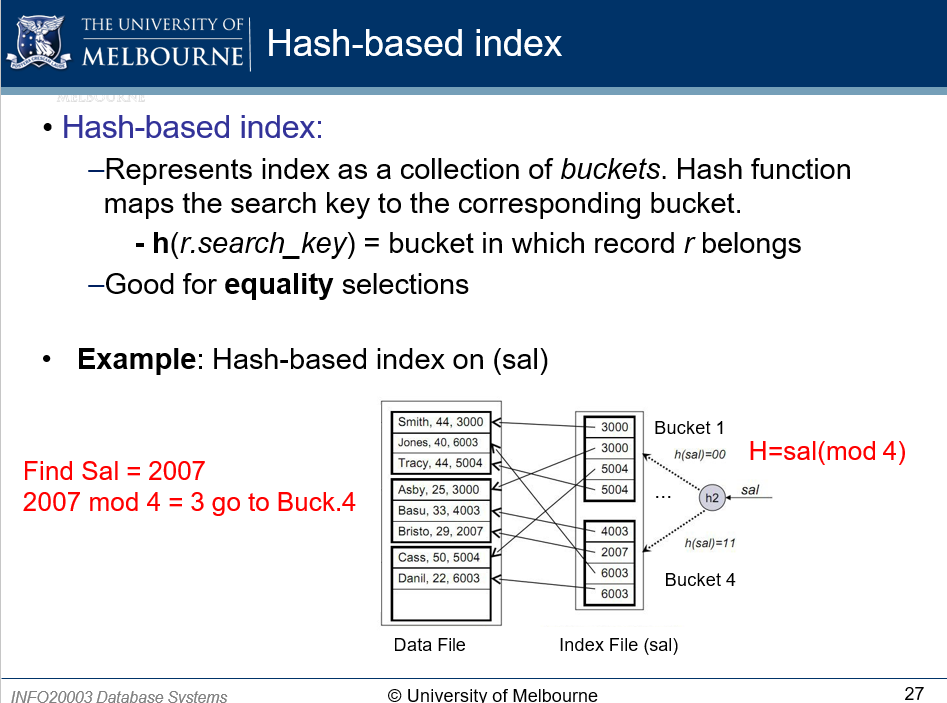 THE UNIVERSITY OF
MELBOURNE
Hash-based index
MELBOURNE
• Hash-based index:
–Represents index as a collection of buckets. Hash function
maps the search key to the corresponding bucket.
- h(r.search_key) = bucket in which record r belongs
–Good for equality selections
• Example: Hash-based index on (sal)
Find Sal = 2007
2007 mod 4 = 3 go to Buck.4
Smith, 44, 3000
Jones, 40, 6003
Tracy, 44, 5004
Asby, 25, 3000
Basu, 33, 4003
Bristo, 29, 2007
Cass, 50, 5004
Danil, 22, 6003
Data File
3000
3000
5004
5004
...
4003
2007
6003
6003
Index File (sal)
Bucket 1
h(sal)=00
H=sal(mod 4)
sal
h2
h(sal)=11
Bucket 4
INFO20003 Database Systems
© University of Melbourne
27